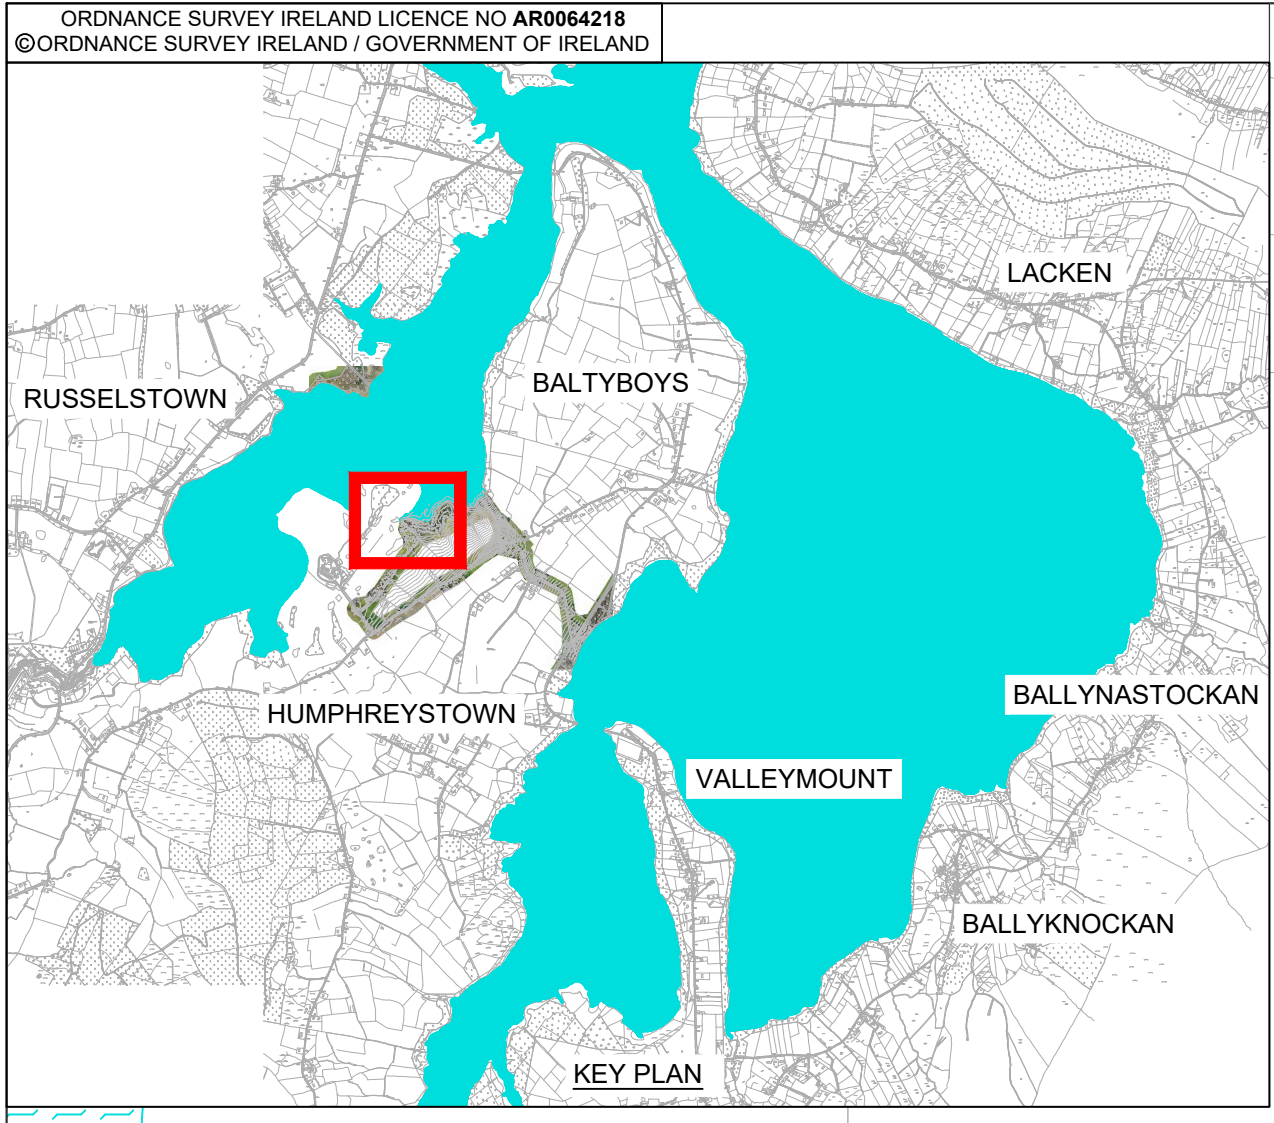 ORDNANCE SURVEY IRELAND LICENCE NO AR0064218
©ORDNANCE SURVEY IRELAND / GOVERNMENT OF IRELAND
LACKEN
BALTYBOYS
RUSSELSTOWN
BALLYNASTOCKAN
HUMPHREYSTOWN
VALLEYMOUNT
BALLYKNOCKAN
KEY PLAN